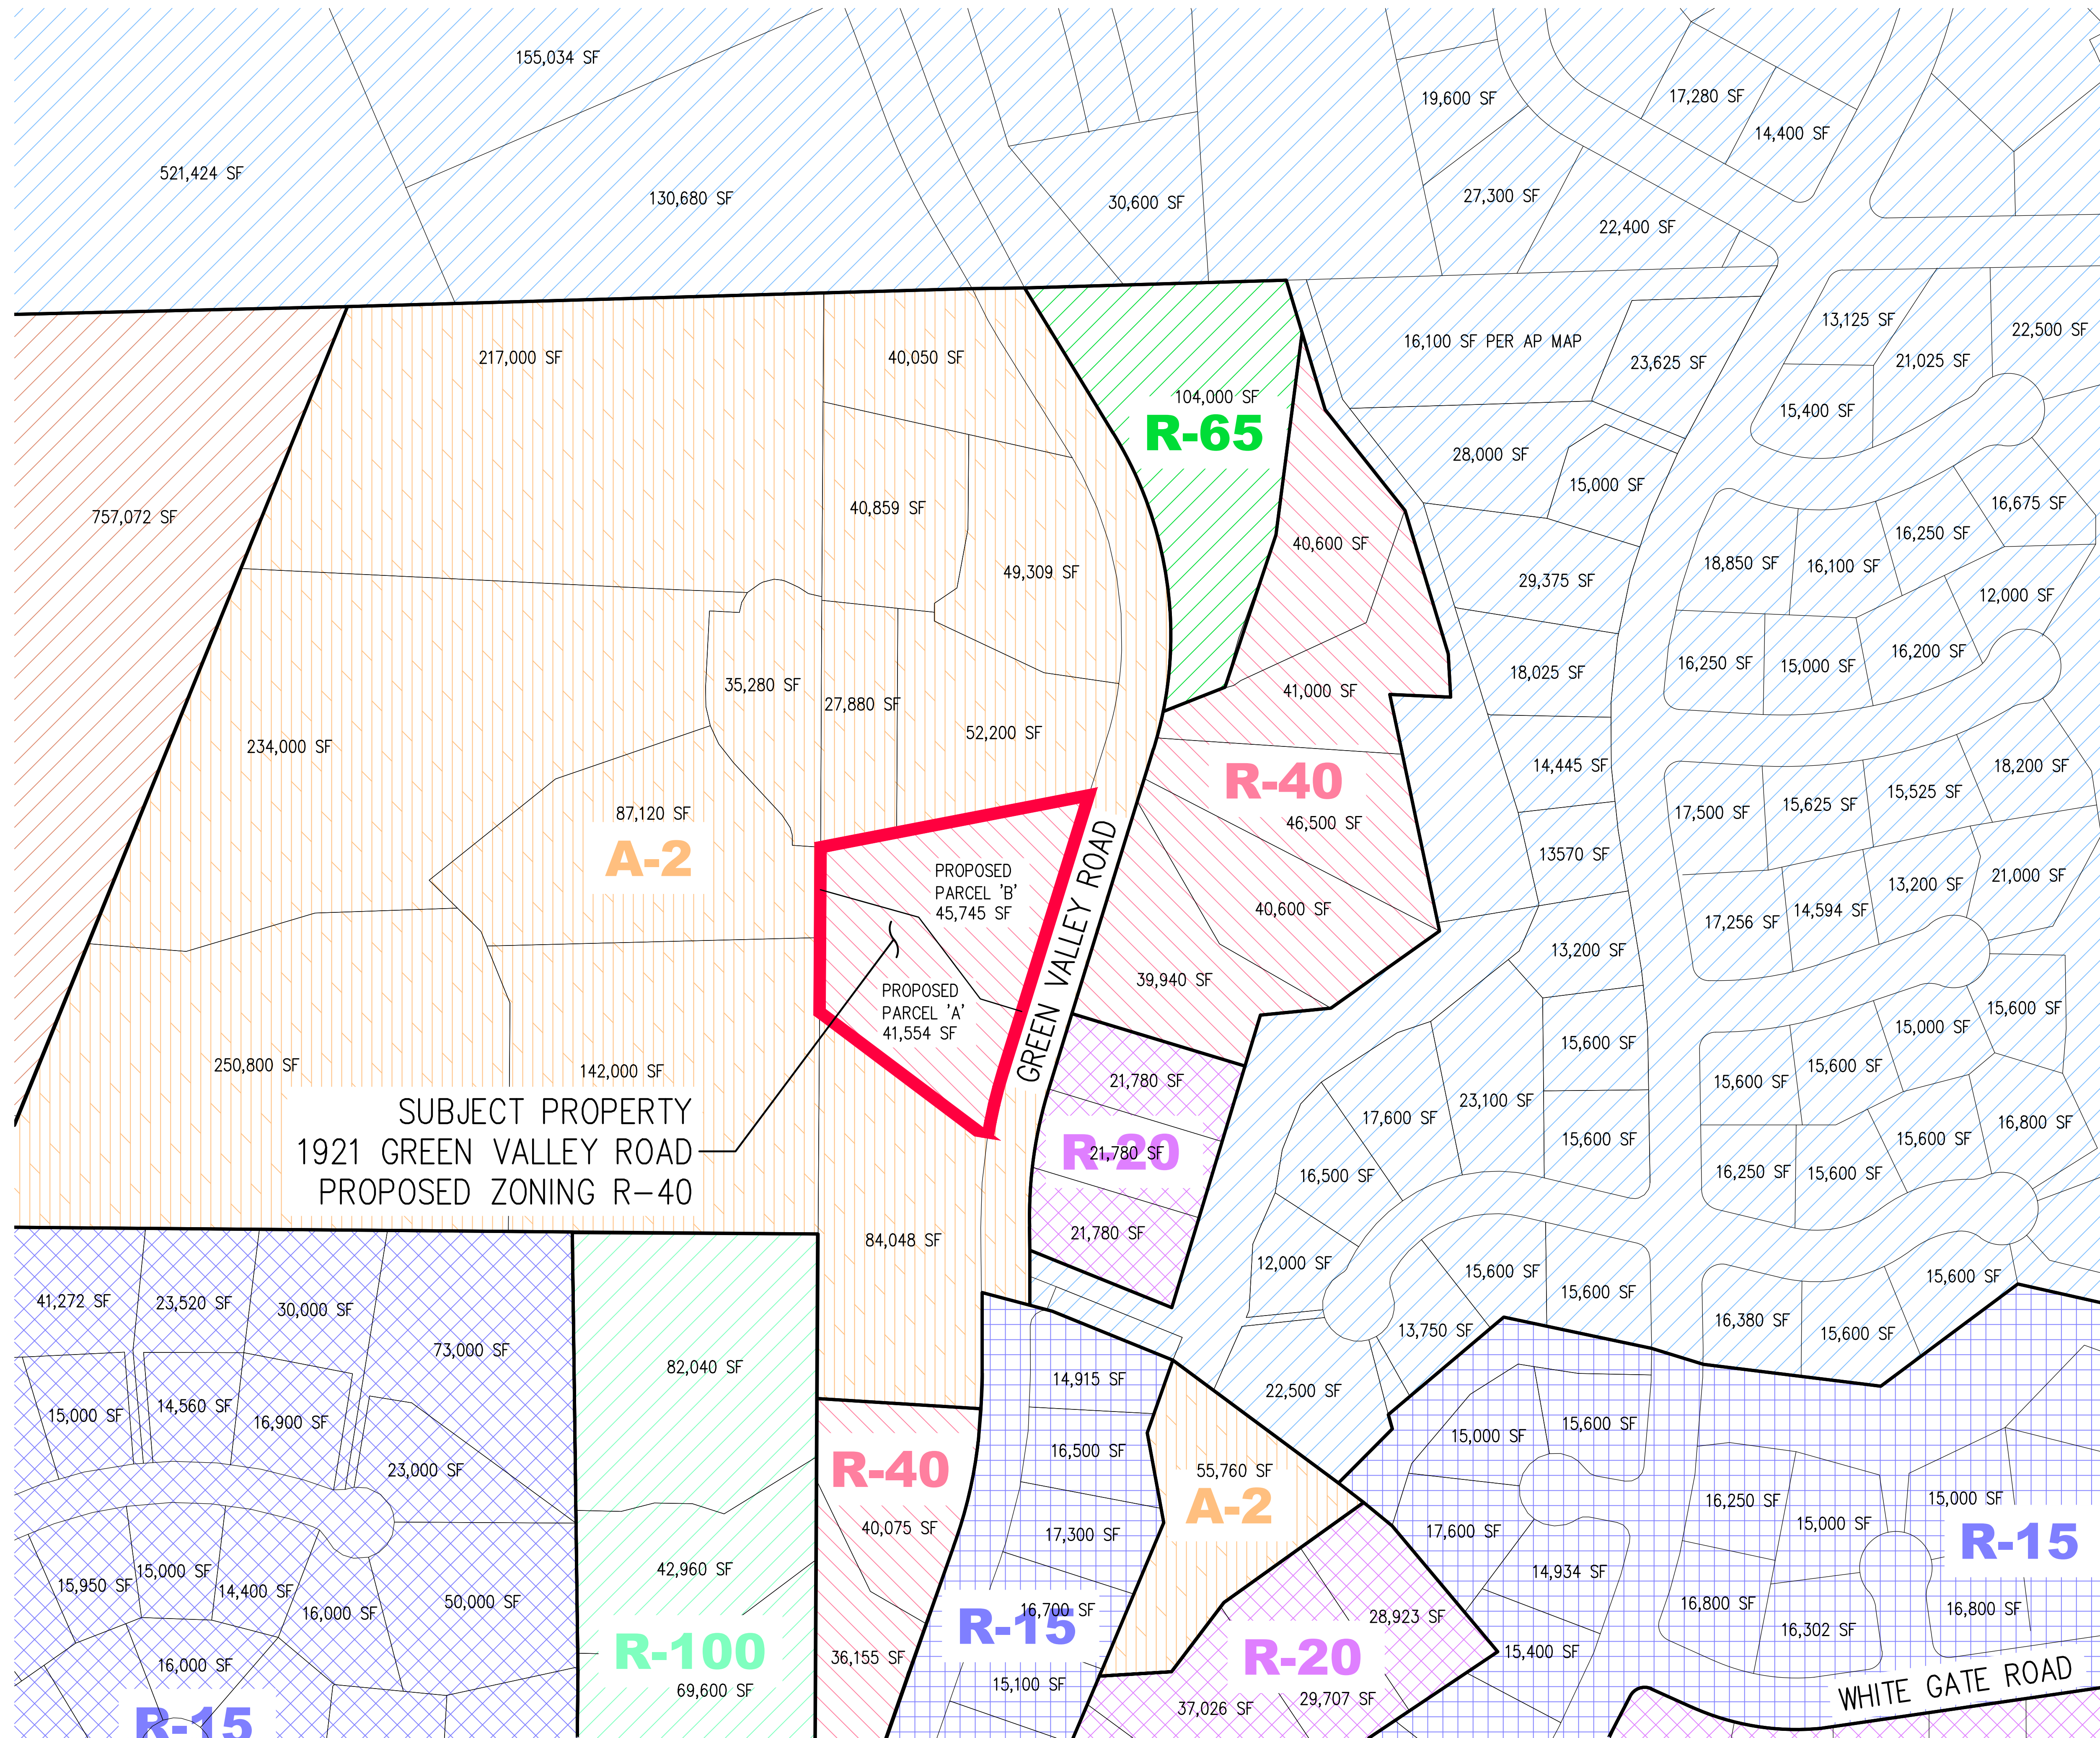 155,034 SF
521,424 SF
130,680 SF
30,600 SF
19,600 SF
17,280 SF
14,400 SF
27,300 SF
22,400 SF
217,000 SF
40,050 SF
104,000 SF
R-65
16,100 SF PER AP MAP
23,625 SF
13,125 SF
22,500 SF
21,025 SF
15,400 SF
28,000 SF
15,000 SF
757,072 SF
40,859 SF
40,600 SF
49,309 SF
29,375 SF
18,850 SF
16,100 SF
16,250 SF
16,675 SF
12,000 SF
35,280 SF
27,880 SF
41,000 SF
18,025 SF
16,250 SF
15,000 SF
16,200 SF
234,000 SF
52,200 SF
R-40
46,500 SF
14,445 SF
18,200 SF
17,500 SF
15,625 SF
15,525 SF
87,120 SF
A-2
PROPOSED
PARCEL 'B'
45,745 SF
GREEN VALLEY ROAD
13570 SF
40,600 SF
17,256 SF
14,594 SF
13,200 SF
21,000 SF
39,940 SF
13,200 SF
PROPOSED
PARCEL 'A'
41,554 SF
15,600 SF
15,000 SF
15,600 SF
250,800 SF
142,000 SF
21,780 SF
15,600 SF
15,600 SF
SUBJECT PROPERTY
1921 GREEN VALLEY ROAD
PROPOSED ZONING R-40
R-20
21,780 SF
17,600 SF
23,100 SF
15,600 SF
16,800 SF
15,600 SF
16,500 SF
16,250 SF
15,600 SF
84,048 SF
21,780 SF
12,000 SF
15,600 SF
15,600 SF
15,600 SF
41,272 SF
23,520 SF
30,000 SF
73,000 SF
82,040 SF
14,915 SF
13,750 SF
16,380 SF
15,600 SF
15,000 SF
14,560 SF
16,900 SF
22,500 SF
15,000 SF
15,600 SF
23,000 SF
R-40
16,500 SF
55,760 SF
A-2
40,075 SF
17,300 SF
17,600 SF
16,250 SF
15,000 SF
15,000 SF
R-15
15,950 SF
15,000 SF
14,400 SF
16,000 SF
50,000 SF
42,960 SF
14,934 SF
R-15
16,700 SF
28,923 SF
16,800 SF
16,302 SF
16,800 SF
R-100
69,600 SF
36,155 SF
R-20
15,400 SF
16,000 SF
15,100 SF
37,026 SF
29,707 SF
WHITE GATE ROAD
R-15